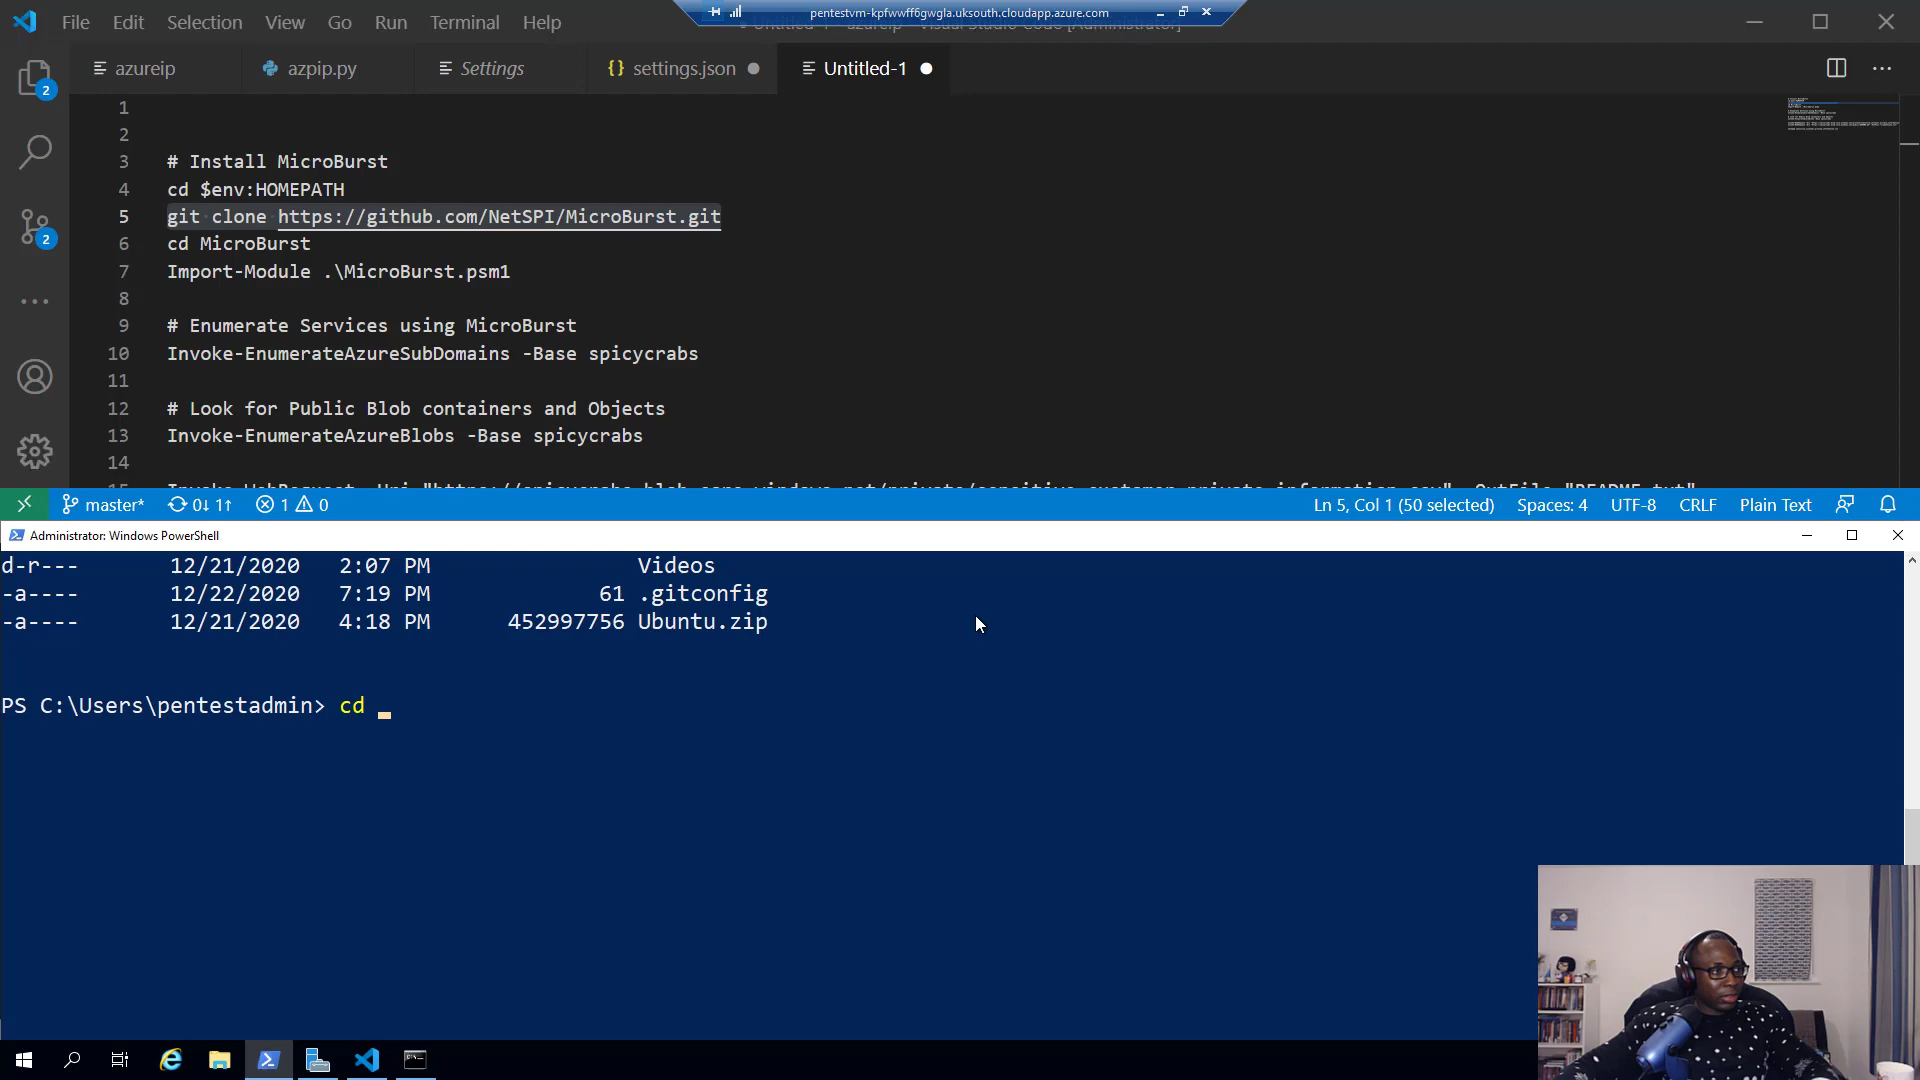 File Edit Selection View Go Run Terminal Help
pentestvm-kpfwwff6gwgla.uksouth.cloudapp.azure.com
azureip
azpip.py
Settings
{} settings.json
Untitled-1
2
2
1
2
3 # Install MicroBurst
4 cd $env:HOMEPATH
5 git clone https://github.com/NetSPI/MicroBurst.git
6 cd MicroBurst
7 Import-Module .\MicroBurst.psm1
8
9 # Enumerate Services using MicroBurst
10 Invoke-EnumerateAzureSubDomains -Base spicycrabs
11
12 # Look for Public Blob containers and Objects
13 Invoke-EnumerateAzureBlobs -Base spicycrabs
14
master* 0↓ 1↑ 1 0 Ln 5, Col 1 (50 selected) Spaces: 4 UTF-8 CRLF Plain Text
Administrator: Windows PowerShell
d-r--- 12/21/2020 2:07 PM Videos
-a---- 12/22/2020 7:19 PM 61 .gitconfig
-a---- 12/21/2020 4:18 PM 452997756 Ubuntu.zip
PS C:\Users\pentestadmin> cd